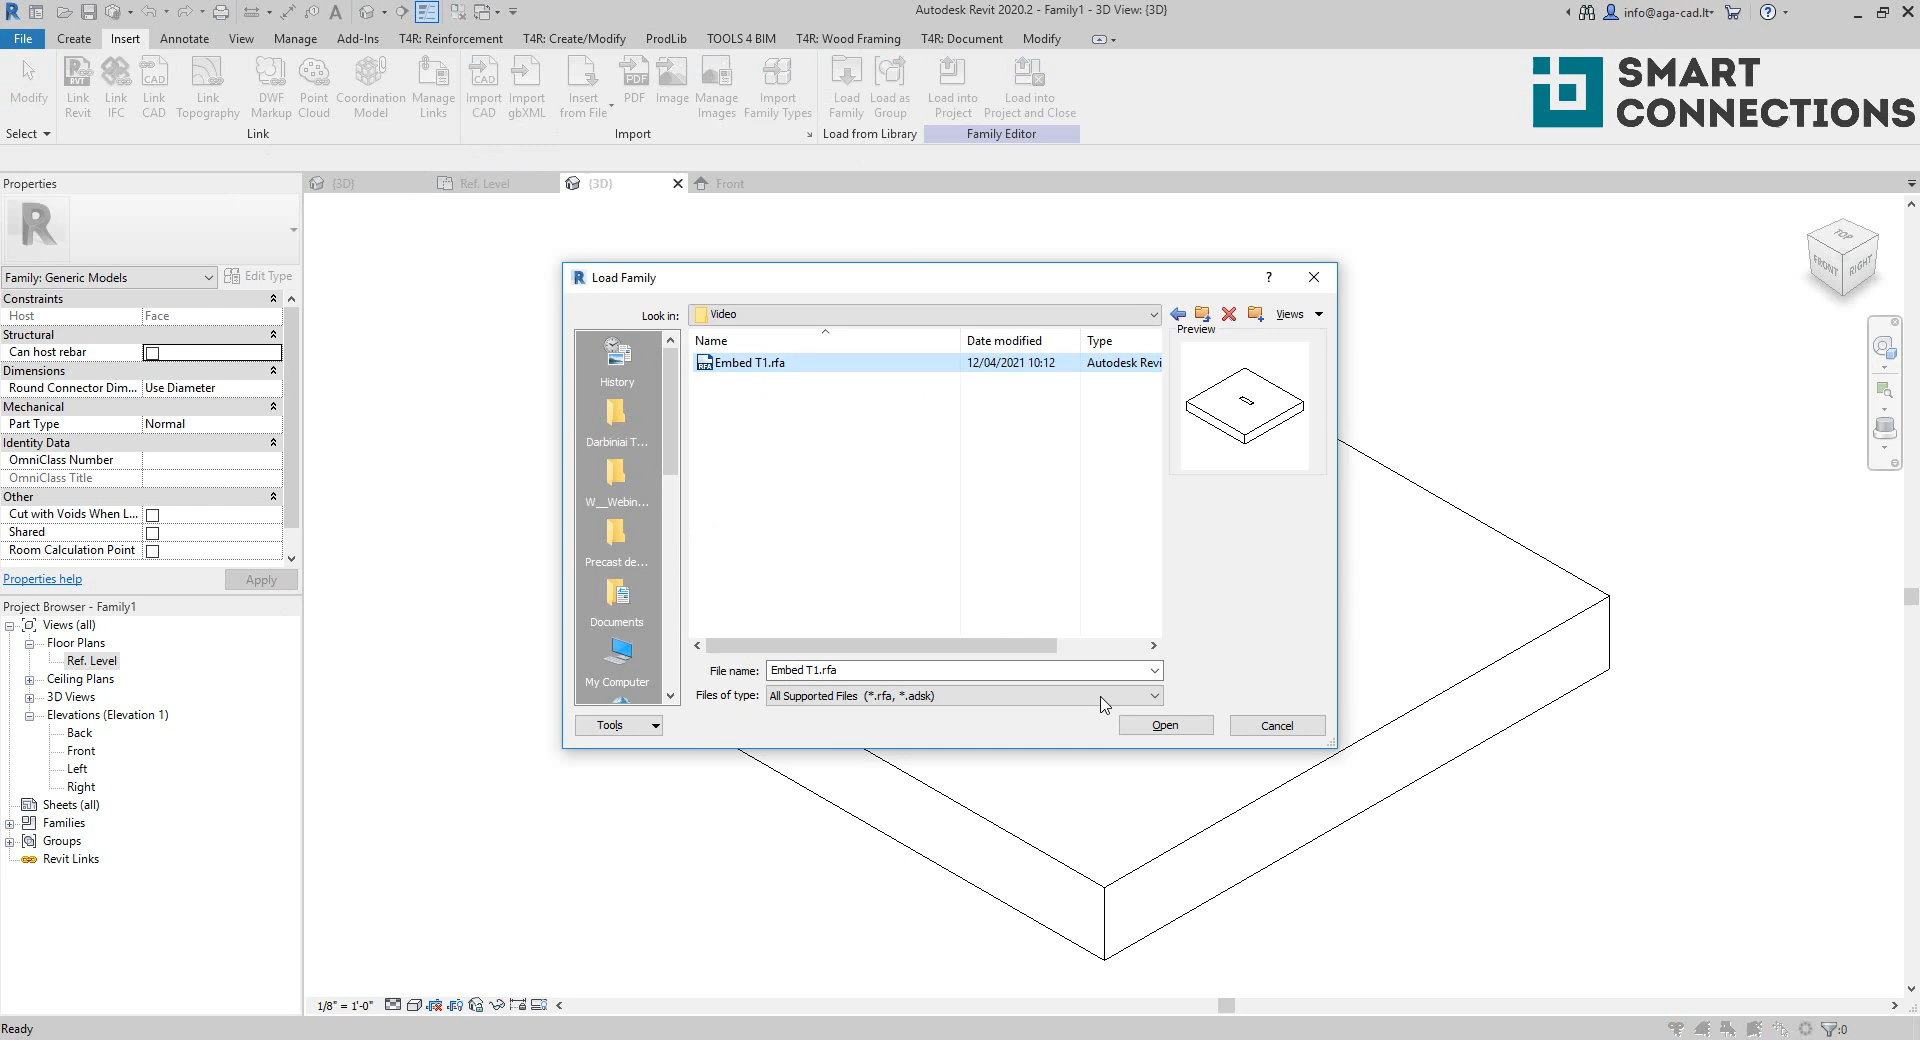 Autodesk Revit 2020.2 - Family1 - 3D View: {3D}
info@aga-cad.lt
File Create Insert Annotate View Manage Add-Ins T4R: Reinforcement T4R: Create/Modify ProdLib TOOLS 4 BIM T4R: Wood Framing T4R: Document Modify
Modify
Link Revit
Link IFC
Link CAD
Link Topography
DWF Markup
Point Cloud
Coordination Model
Manage Links
Import CAD
Import gbXML
Insert from File
PDF
Image
Manage Images
Import Family Types
Load Family
Load as Group
Load into Project
Load into Project and Close
Select
Link
Import
Load from Library
Family Editor
SMART
CONNECTIONS
Properties
{3D}
Ref. Level
{3D}
Front
R
Family: Generic Models
Edit Type
Constraints
Host Face
Structural
Can host rebar
Dimensions
Round Connector Dim... Use Diameter
Mechanical
Part Type Normal
Identity Data
OmniClass Number
OmniClass Title
Other
Cut with Voids When L...
Shared
Room Calculation Point
Properties help
Apply
Project Browser - Family1
Views (all)
Floor Plans
Ref. Level
Ceiling Plans
3D Views
Elevations (Elevation 1)
Back
Front
Left
Right
Sheets (all)
Families
Groups
Revit Links
Load Family
Look in: Video
Views
Preview
Name Date modified Type
Embed T1.rfa 12/04/2021 10:12 Autodesk Revi
History
Darbiniai T...
W__Webin...
Precast de...
Documents
My Computer
File name: Embed T1.rfa
Files of type: All Supported Files (*.rfa, *.adsk)
Tools
Open
Cancel
TOP
FRONT
RIGHT
1/8" = 1'-0"
Ready
:0